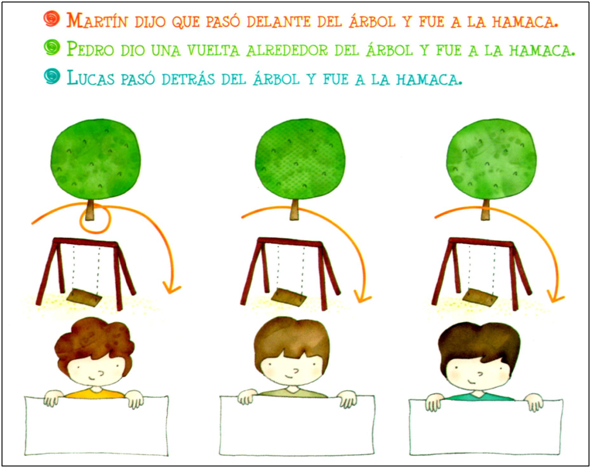 Martín dijo que pasó delante del árbol y fue a la hamaca.
Pedro dio una vuelta alrededor del árbol y fue a la hamaca.
Lucas pasó detrás del árbol y fue a la hamaca.